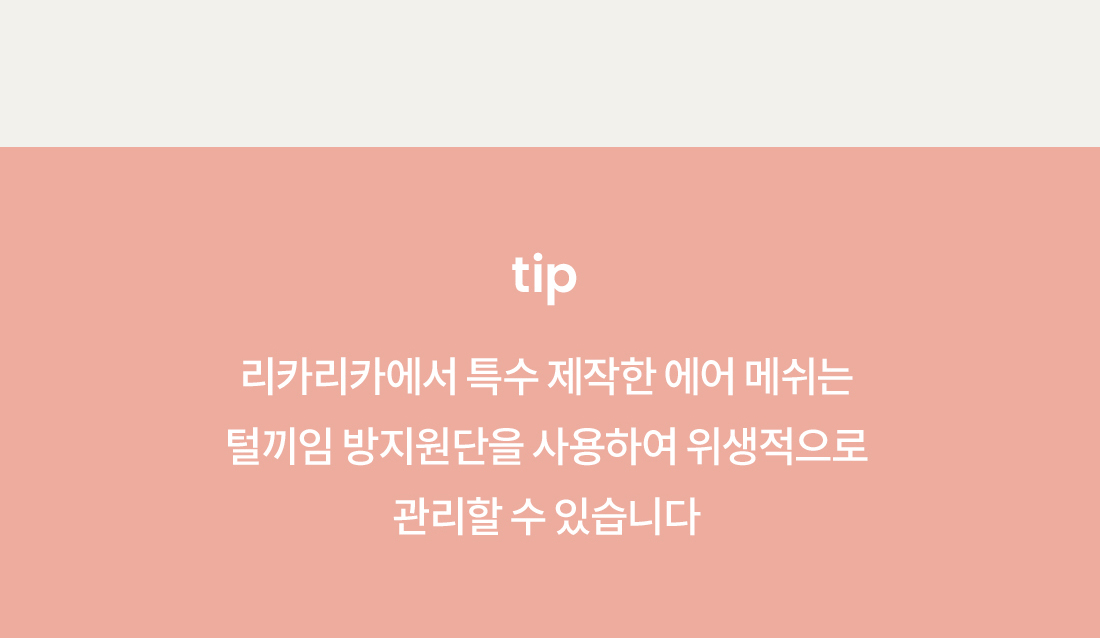 tip
리카리카에서 특수 제작한 에어 메쉬는
털끼임 방지원단을 사용하여 위생적으로
관리할 수 있습니다